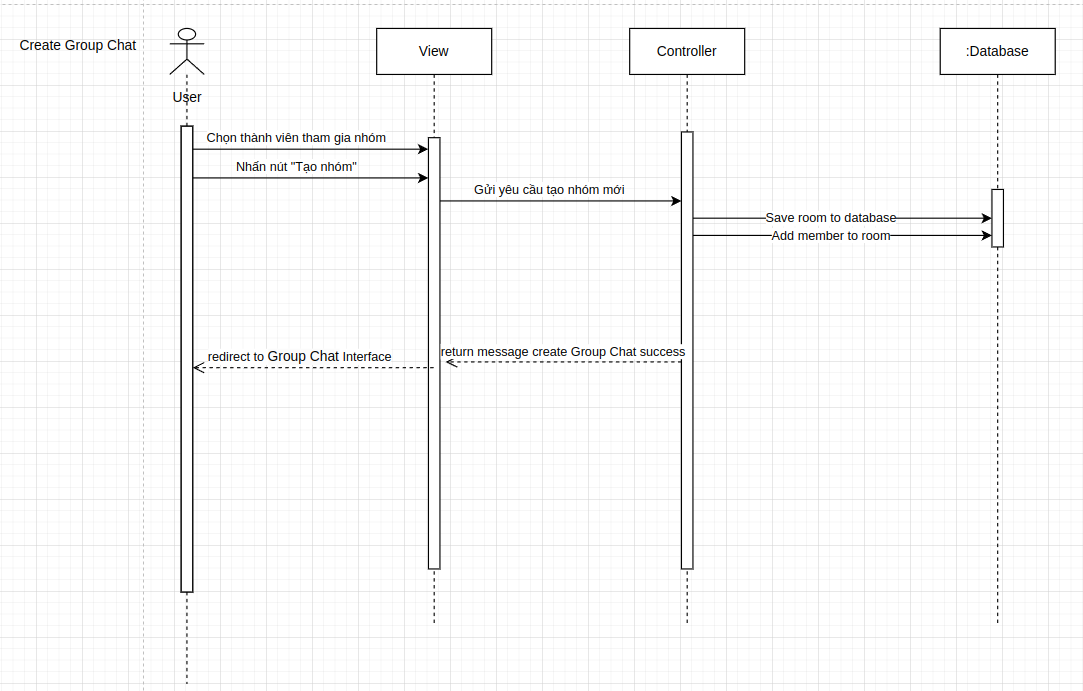 Create Group Chat
User
View
Controller
:Database
Chọn thành viên tham gia nhóm
Nhấn nút "Tạo nhóm"
Gửi yêu cầu tạo nhóm mới
Save room to database
Add member to room
return message create Group Chat success
redirect to Group Chat Interface